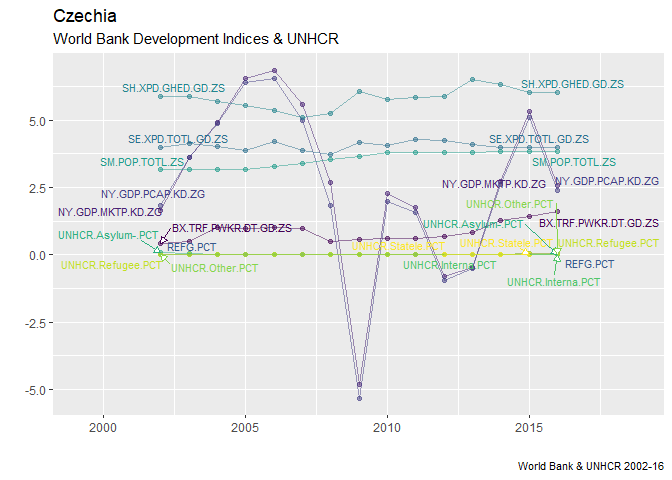 Czechia
World Bank Development Indices & UNHCR
SH.XPD.GHED.GD.ZS
SH.XPD.GHED.GD.ZS
5.0
SE.XPD.TOTL.GD.ZS
SE.XPD.TOTL.GD.ZS
SM.POP.TOTL.ZS
SM.POP.TOTL.ZS
NY.GDP.MKTP.KD.ZG
NY.GDP.PCAP.KD.ZG
2.5
NY.GDP.PCAP.KD.ZG
UNHCR.Other.PCT
NY.GDP.MKTP.KD.ZG
BX.TRF.PWKR.DT.GD.ZS
UNHCR.Asylum-.PCT
BX.TRF.PWKR.DT.GD.ZS
UNHCR.Asylum-.PCT
REFG.PCT
UNHCR.Statele.PCT
UNHCR.Statele.PCT
UNHCR.Refugee.PCT
0.0
UNHCR.Refugee.PCT
UNHCR.Other.PCT
UNHCR.Interna.PCT
REFG.PCT
UNHCR.Interna.PCT
-2.5
-5.0
2000
2005
2010
2015
World Bank & UNHCR 2002-16